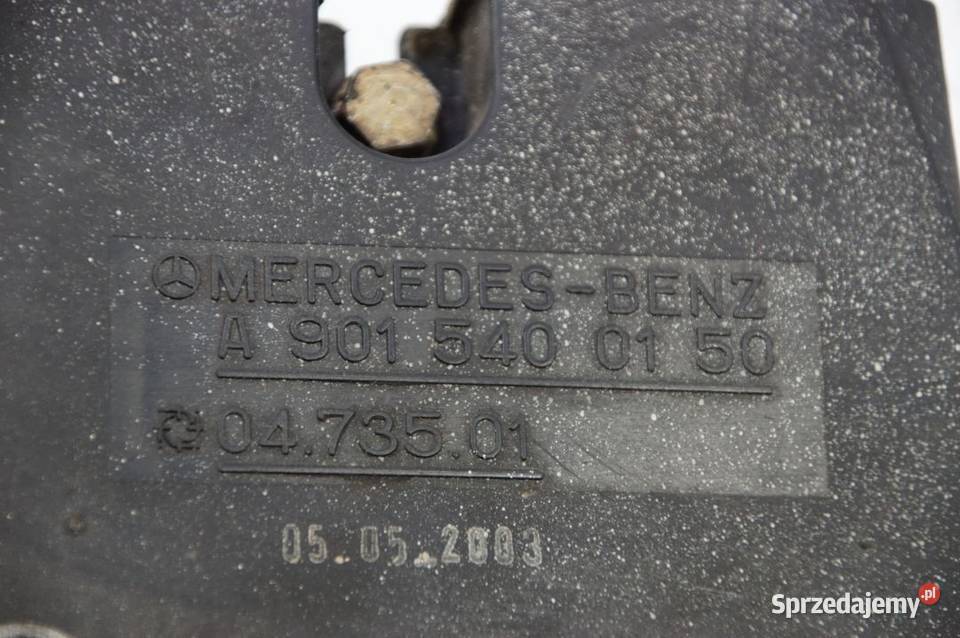 MERCEDES-BENZ
A 901 540 01 50
04.735.01
05.05.2003
Sprzedajemy.pl